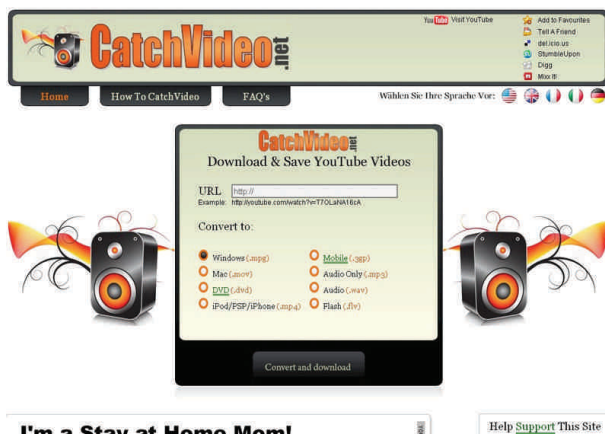 CatchVideo.net
You Tube Visit YouTube
Add to Favourites
Tell A Friend
del.icio.us
StumbleUpon
Digg
Mixx It!
Home How To CatchVideo FAQ's
Wählen Sie Ihre Sprache Vor:
CatchVideo.net
Download & Save YouTube Videos
URL http://
Example: http://youtube.com/watch?v=T7OLaNA16cA
Convert to:
Windows (.mpg) Mobile (.3gp)
Mac (.mov) Audio Only (.mp3)
DVD (.dvd) Audio (.wav)
iPod/PSP/iPhone (.mp4) Flash (.flv)
Convert and download
I'm a Stay at Home Mom!
Help Support This Site